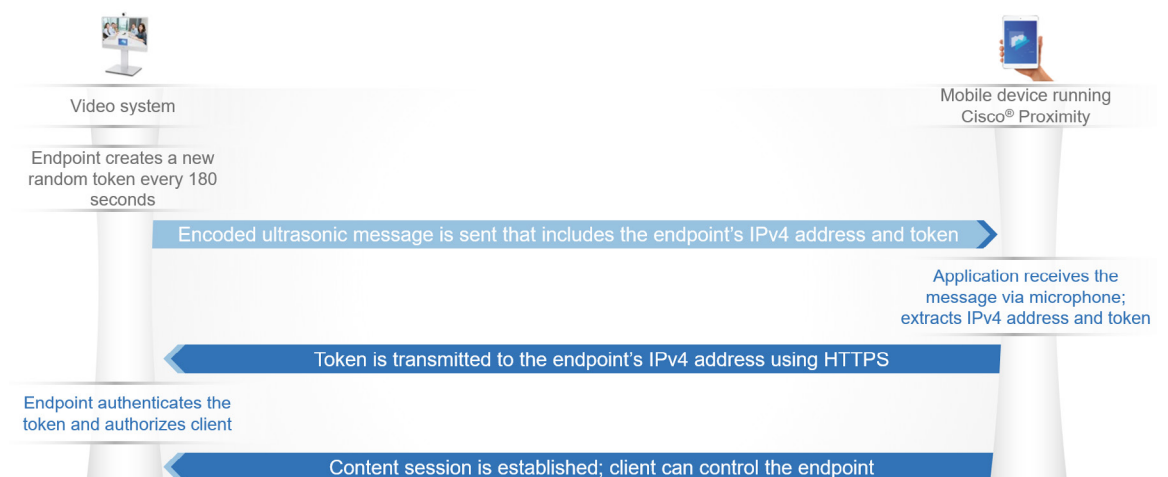 Video system
Mobile device running
Cisco® Proximity
Endpoint creates a new
random token every 180
seconds
Encoded ultrasonic message is sent that includes the endpoint's IPv4 address and token
Application receives the
message via microphone;
extracts IPv4 address and token
Token is transmitted to the endpoint's IPv4 address using HTTPS
Endpoint authenticates the
token and authorizes client
Content session is established; client can control the endpoint